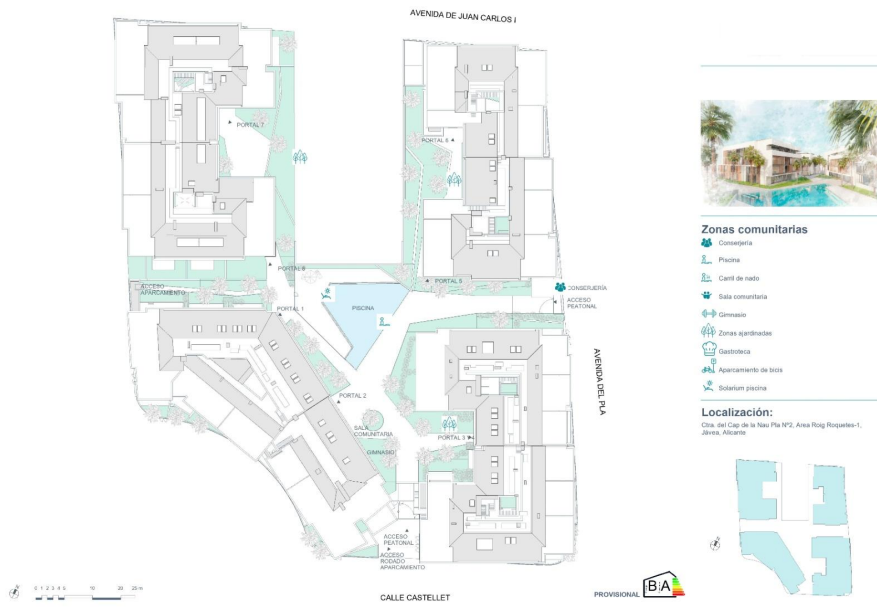 AVENIDA DE JUAN CARLOS I
PORTAL 7
PORTAL 6
PORTAL 8
PORTAL 5
ACCESO
APARCAMIENTO
PORTAL 1
PISCINA
CONSERJERÍA
ACCESO
PEATONAL
AVENIDA DEL PLA
PORTAL 2
SALA
COMUNITARIA
GIMNASIO
PORTAL 3
ACCESO
PEATONAL
ACCESO
RODADO
APARCAMIENTO
CALLE CASTELLET
0 1 2 3 4 5 10 20 25 m
PROVISIONAL
B A
Zonas comunitarias
Conserjería
Piscina
Carril de nado
Sala comunitaria
Gimnasio
Zonas ajardinadas
Gastroteca
Aparcamiento de bicis
Solarium piscina
Localización:
Ctra. del Cap de la Nau Pla Nº2, Area Roig Roquetes-1,
Jávea, Alicante